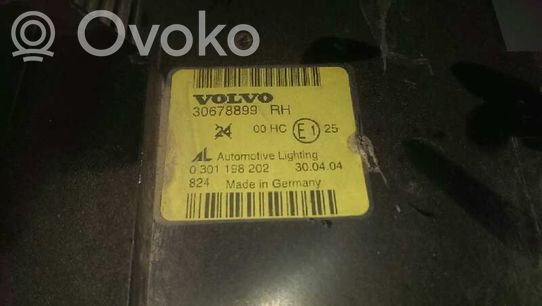 Ovoko
VOLVO
30678899 RH
24 00 HC E1 25
AL Automotive Lighting
0 301 198 202 30.04.04
824 Made in Germany